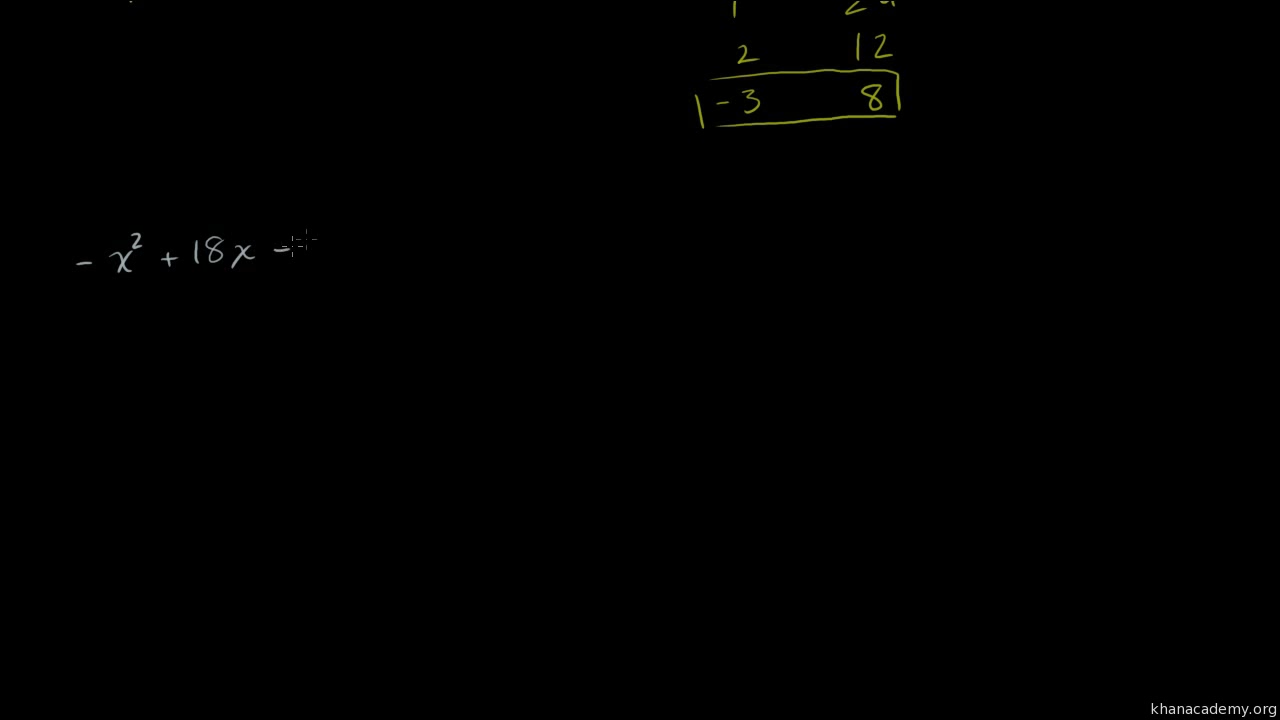 2 12
-3 8
- x² + 18x -
khanacademy.org